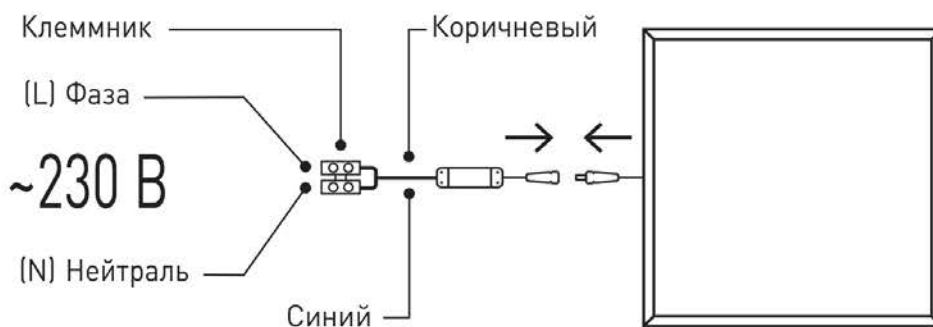 Клеммник
Коричневый
(L) Фаза
~230 В
(N) Нейтраль
Синий